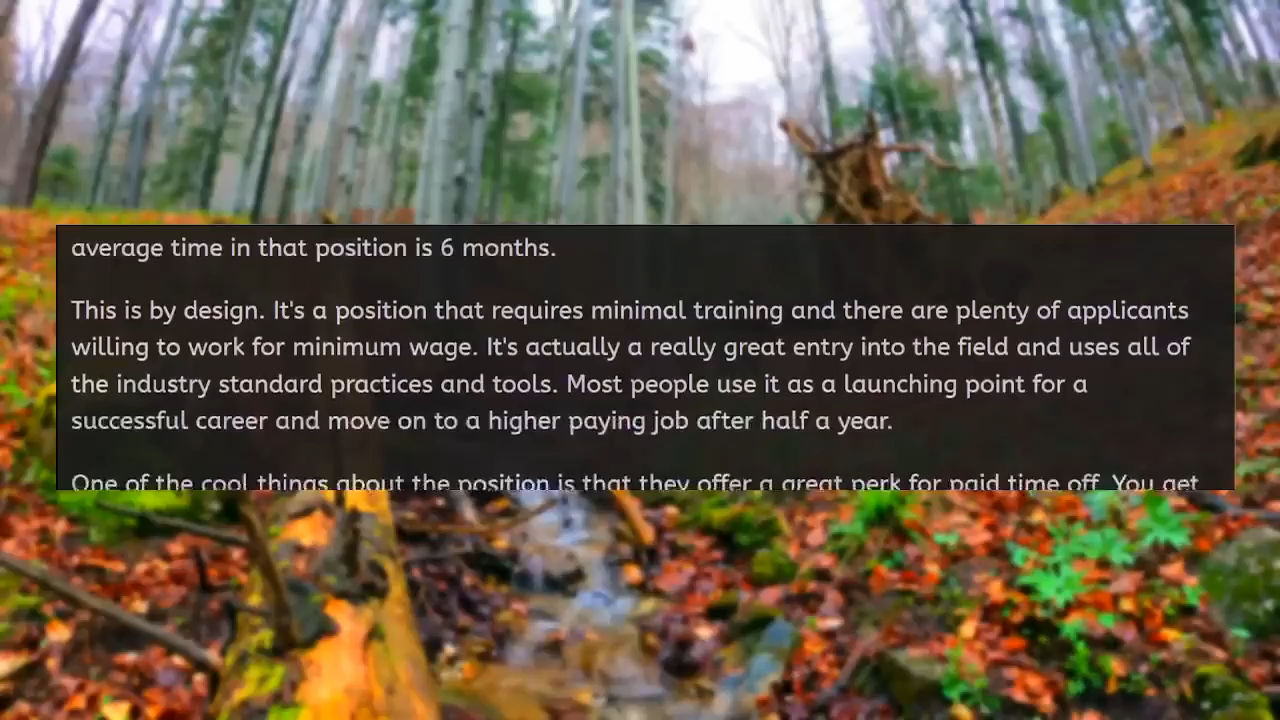 average time in that position is 6 months.
This is by design. It's a position that requires minimal training and there are plenty of applicants
willing to work for minimum wage. It's actually a really great entry into the field and uses all of
the industry standard practices and tools. Most people use it as a launching point for a
successful career and move on to a higher paying job after half a year.
One of the cool things about the position is that they offer a great perk for paid time off. You get